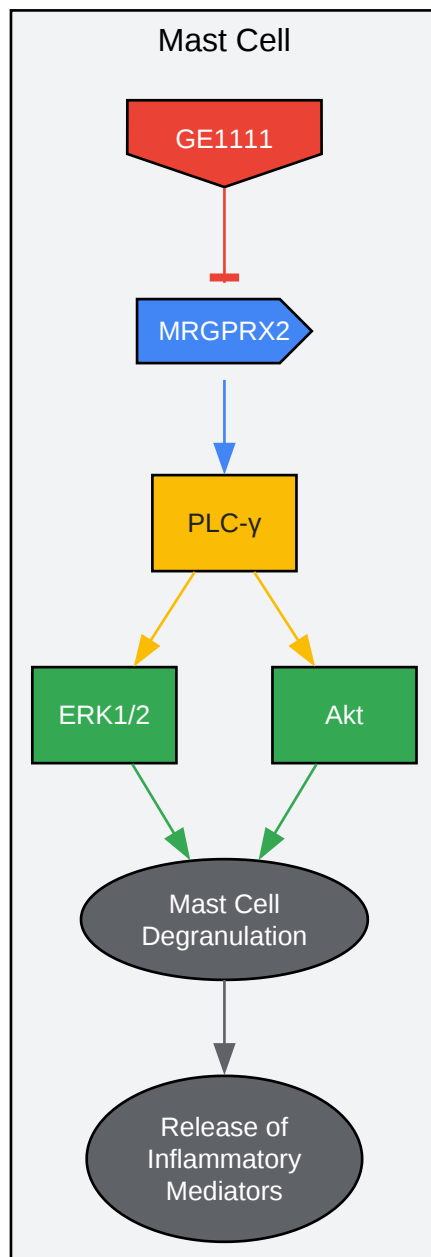 Mast Cell
GE1111
MRGPRX2
PLC-γ
ERK1/2
Akt
Mast Cell
Degranulation
Release of
Inflammatory
Mediators